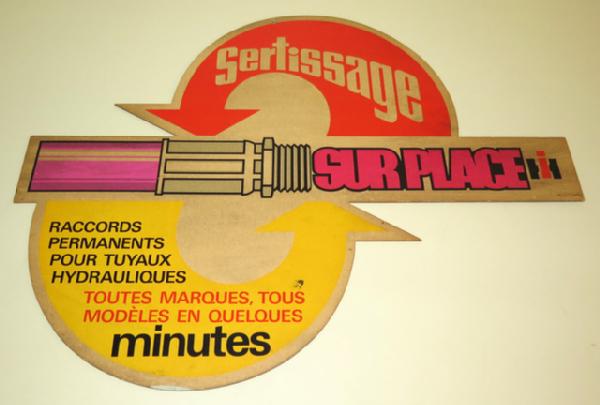 Sertissage
SUR PLACE
RACCORDS
PERMANENTS
POUR TUYAUX
HYDRAULIQUES
TOUTES MARQUES, TOUS
MODÈLES EN QUELQUES
minutes